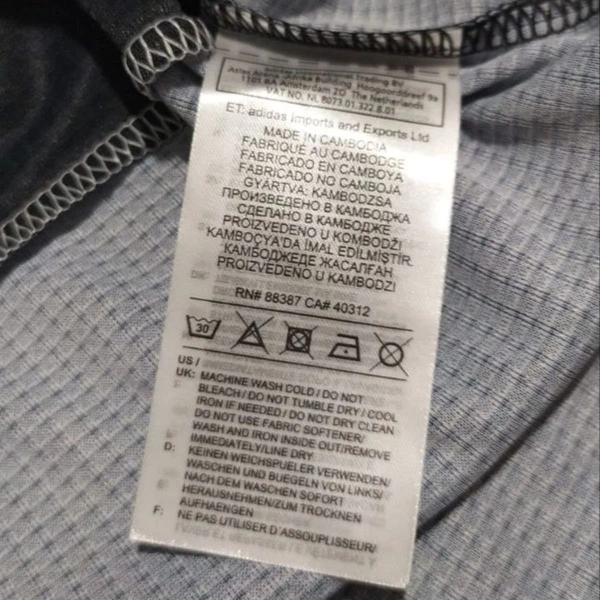 Trading By
Building Hoogoorddreef 9a
Amsterdam ZO The Netherlands
VAT NO. NL 8073.01.322.B.01
ET: adidas Imports and Exports Ltd
MADE IN CAMBODIA
FABRIQUÉ AU CAMBODGE
FABRICADO EN CAMBOYA
FABRICADO NO CAMBOJA
GYÁRTVA: KAMBODZSA
ПРОИЗВЕДЕНО В КАМБОДЖА
СДЕЛАНО В КАМБОДЖЕ
PROIZVEDENO U KOMBODŽI
KAMBOÇYA'DA İMAL EDİLMİŞTİR.
КАМБОДЖЕДЕ ЖАСАЛҒАН
PROIZVEDENO U KAMBODZI
RN# 88387 CA# 40312
30
US /
UK: MACHINE WASH COLD / DO NOT
BLEACH / DO NOT TUMBLE DRY / COOL
IRON IF NEEDED / DO NOT DRY CLEAN
DO NOT USE FABRIC SOFTENER/
WASH AND IRON INSIDE OUT/REMOVE
IMMEDIATELY/LINE DRY
D: KEINEN WEICHSPUELER VERWENDEN/
WASCHEN UND BUEGELN VON LINKS/
NACH DEM WASCHEN SOFORT
HERAUSNEHMEN/ZUM TROCKNEN
AUFHAENGEN
F: NE PAS UTILISER D'ASSOUPLISSEUR/